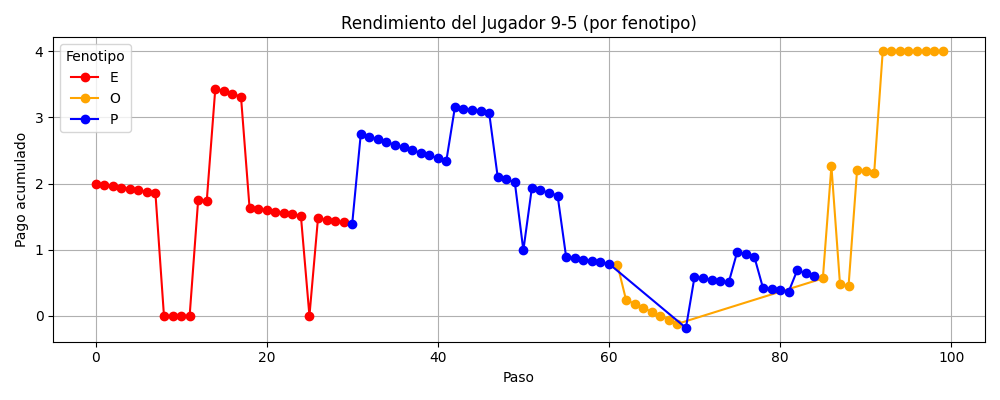 Rendimiento del Jugador 9-5 (por fenotipo)
Fenotipo
E
O
P
Pago acumulado
4
3
2
1
0
0 20 40 60 80 100
Paso